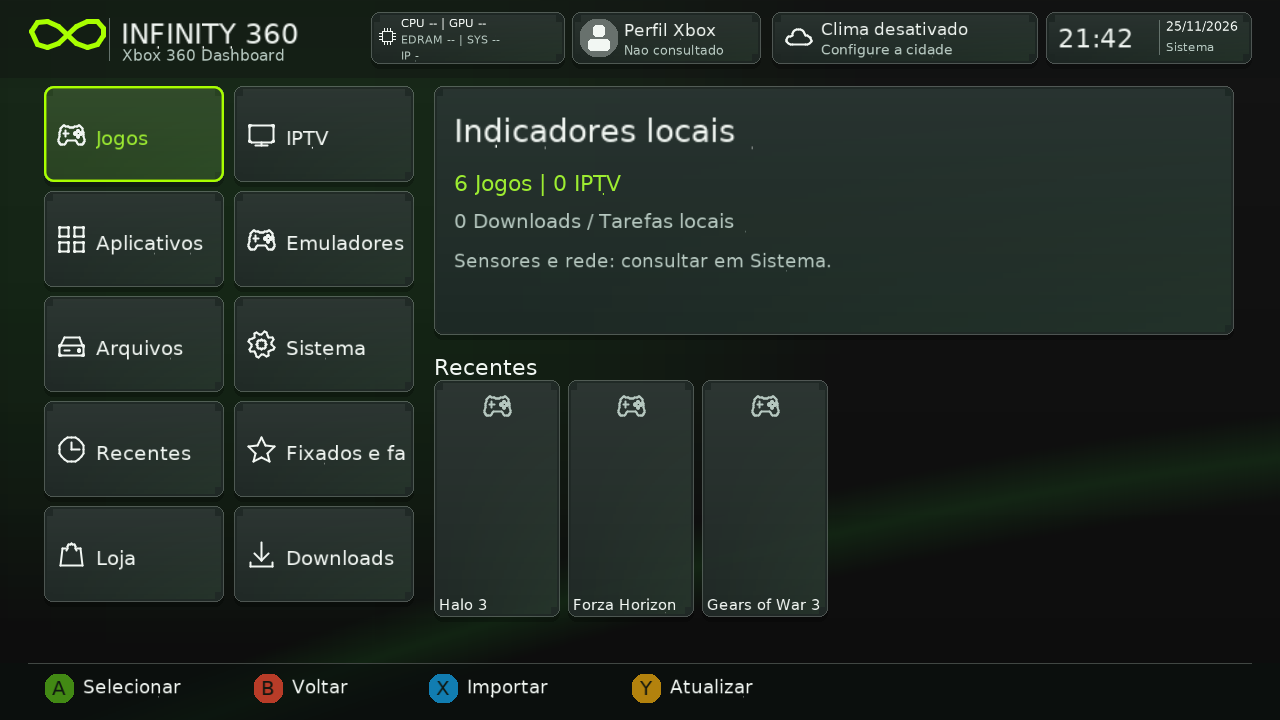 INFINITY 360
Xbox 360 Dashboard
CPU -- | GPU --
EDRAM -- | SYS --
IP -
Perfil Xbox
Nao consultado
Clima desativado
Configure a cidade
21:42
25/11/2026
Sistema
Jogos
IPTV
Aplicativos
Emuladores
Arquivos
Sistema
Recentes
Fixados e fa
Loja
Downloads
Indicadores locais
6 Jogos | 0 IPTV
0 Downloads / Tarefas locais
Sensores e rede: consultar em Sistema.
Recentes
Halo 3
Forza Horizon
Gears of War 3
A Selecionar
B Voltar
X Importar
Y Atualizar